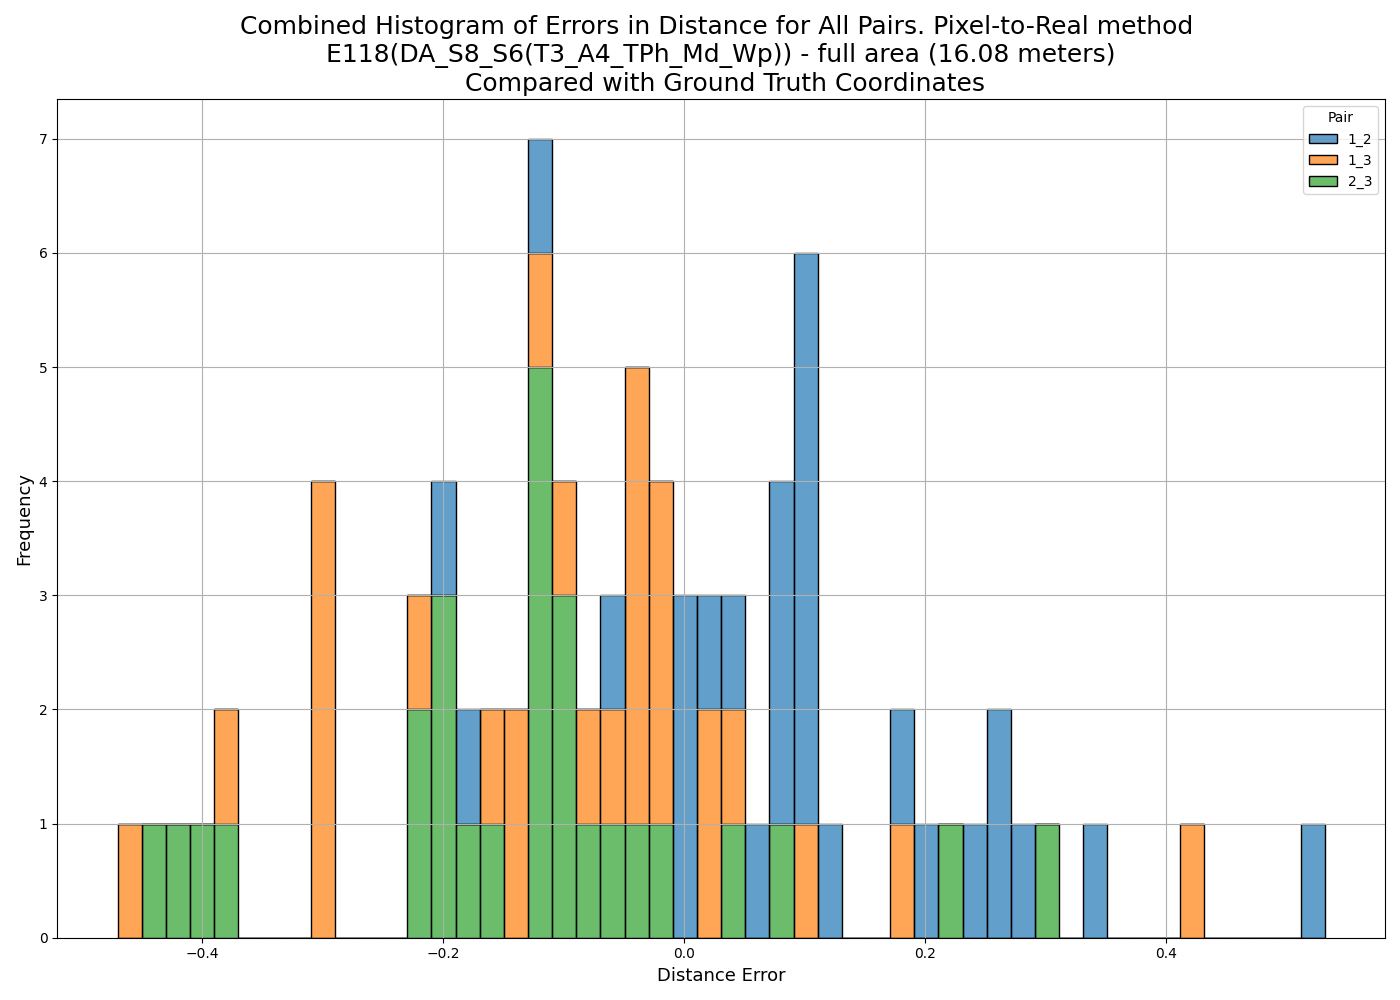 Combined Histogram of Errors in Distance for All Pairs. Pixel-to-Real method
E118(DA_S8_S6(T3_A4_TPh_Md_Wp)) - full area (16.08 meters)
Compared with Ground Truth Coordinates
Pair
1_2
1_3
2_3
Frequency
7
6
5
4
3
2
1
0
−0.4
−0.2
0.0
0.2
0.4
Distance Error